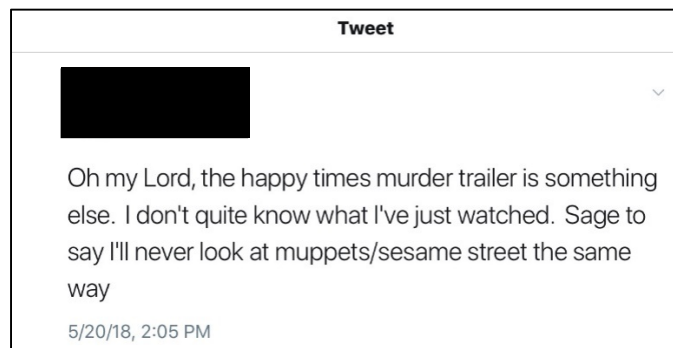 Tweet
Oh my Lord, the happy times murder trailer is something
else. I don't quite know what I've just watched. Sage to
say I'll never look at muppets/sesame street the same
way
5/20/18, 2:05 PM